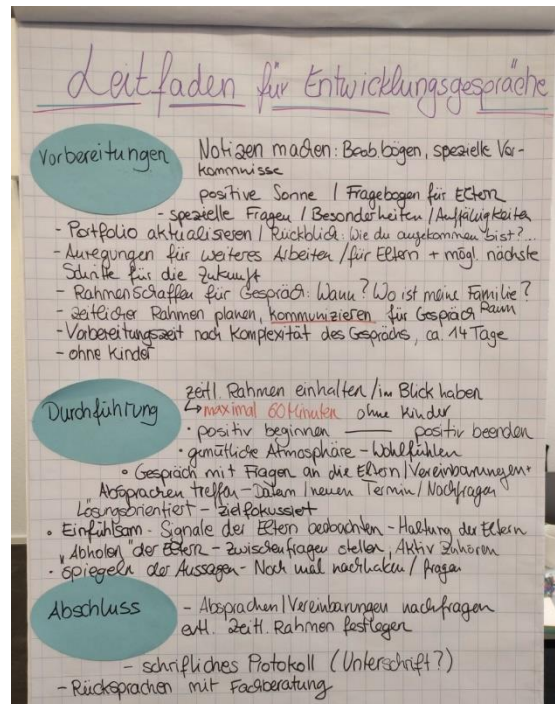 Leitfaden für Entwicklungsgespräche
Vorbereitungen
Notizen machen: Beob.bögen, spezielle Vor-
kommnisse
positive Sonne / Fragebogen für Eltern
- spezielle Fragen / Besonderheiten / Auffälligkeiten
- Portfolio aktualisieren / Rückblick: Wie du angekommen bist?...
- Anregungen für weiteres Arbeiten / für Eltern + mögl. nächste
Schritte für die Zukunft
- Rahmen schaffen für Gespräch: Wann? Wo ist meine Familie?
- zeitlicher Rahmen planen, kommunizieren für Gespräch Raum
- Vorbereitungszeit nach Komplexität des Gesprächs, ca. 14 Tage
- ohne Kinder
Durchführung
zeitl. Rahmen einhalten / im Blick haben
↳ maximal 60 Minuten ohne Kinder
· positiv beginnen — positiv beenden
· gemütliche Atmosphäre - Wohlfühlen
° Gespräch mit Fragen an die Eltern / Vereinbarungen +
Absprachen treffen - Datum / neuen Termin / Nachfragen
Lösungsorientiert - zielfokussiert
• Einfühlsam - Signale der Eltern beobachten - Haltung der Eltern
"Abholen" der Eltern - Zwischenfragen stellen, Aktiv zuhören
· Spiegeln der Aussagen - Noch mal nachhaken / fragen
Abschluss
- Absprachen / Vereinbarungen nachfragen
evtl. zeitl. Rahmen festlegen
- schrifliches Protokoll (Unterschrift?)
- Rücksprachen mit Fachberatung